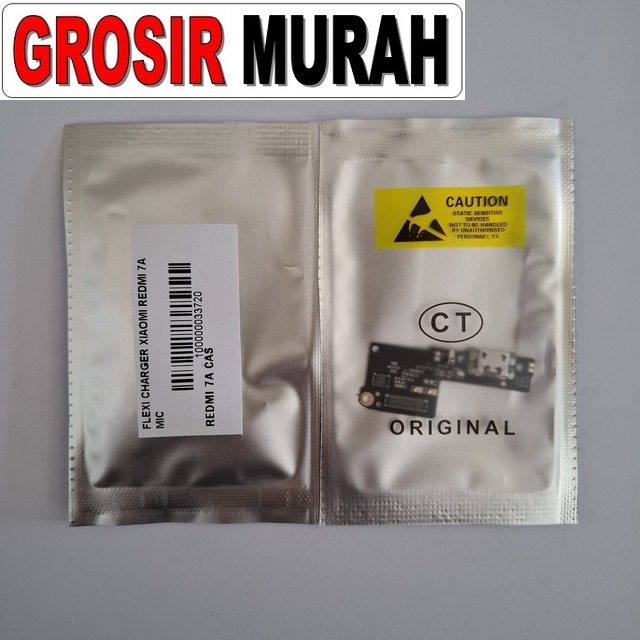 GROSIR MURAH
FLEXI CHARGER XIAOMI REDMI 7A
MIC
100000033720
REDMI 7A CAS
CAUTION
STATIC SENSITIVE
DEVICES
NOT TO BE HANDLED
BY UNAUTHORISED
PERSONNEL YX
CT
ORIGINAL